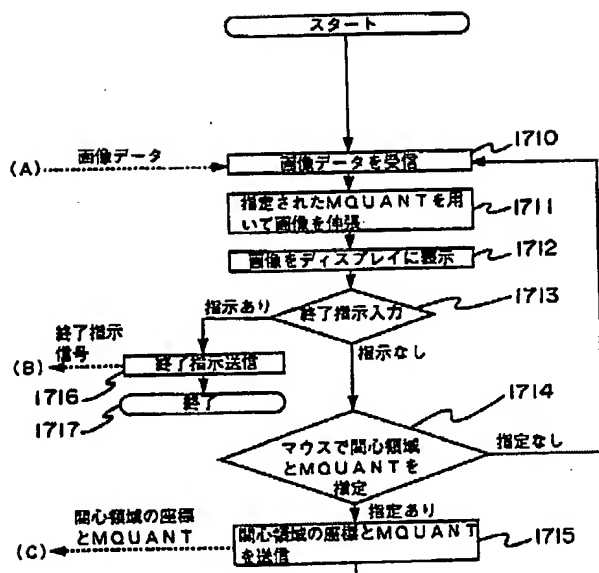 スタート
1710
画像データ
(A)
画像データを受信
指定されたMQUANTを用
いて画像を伸張
1711
画像をディスプレイに表示
1712
1713
指示あり
終了指示入力
終了指示
信号
(B)
終了指示送信
指示なし
1716
終了
1717
1714
マウスで関心領域
とMQUANTを
指定
指定なし
指定あり
関心領域の座標
とMQUANT
(C)
関心領域の座標とMQUANT
を送信
1715